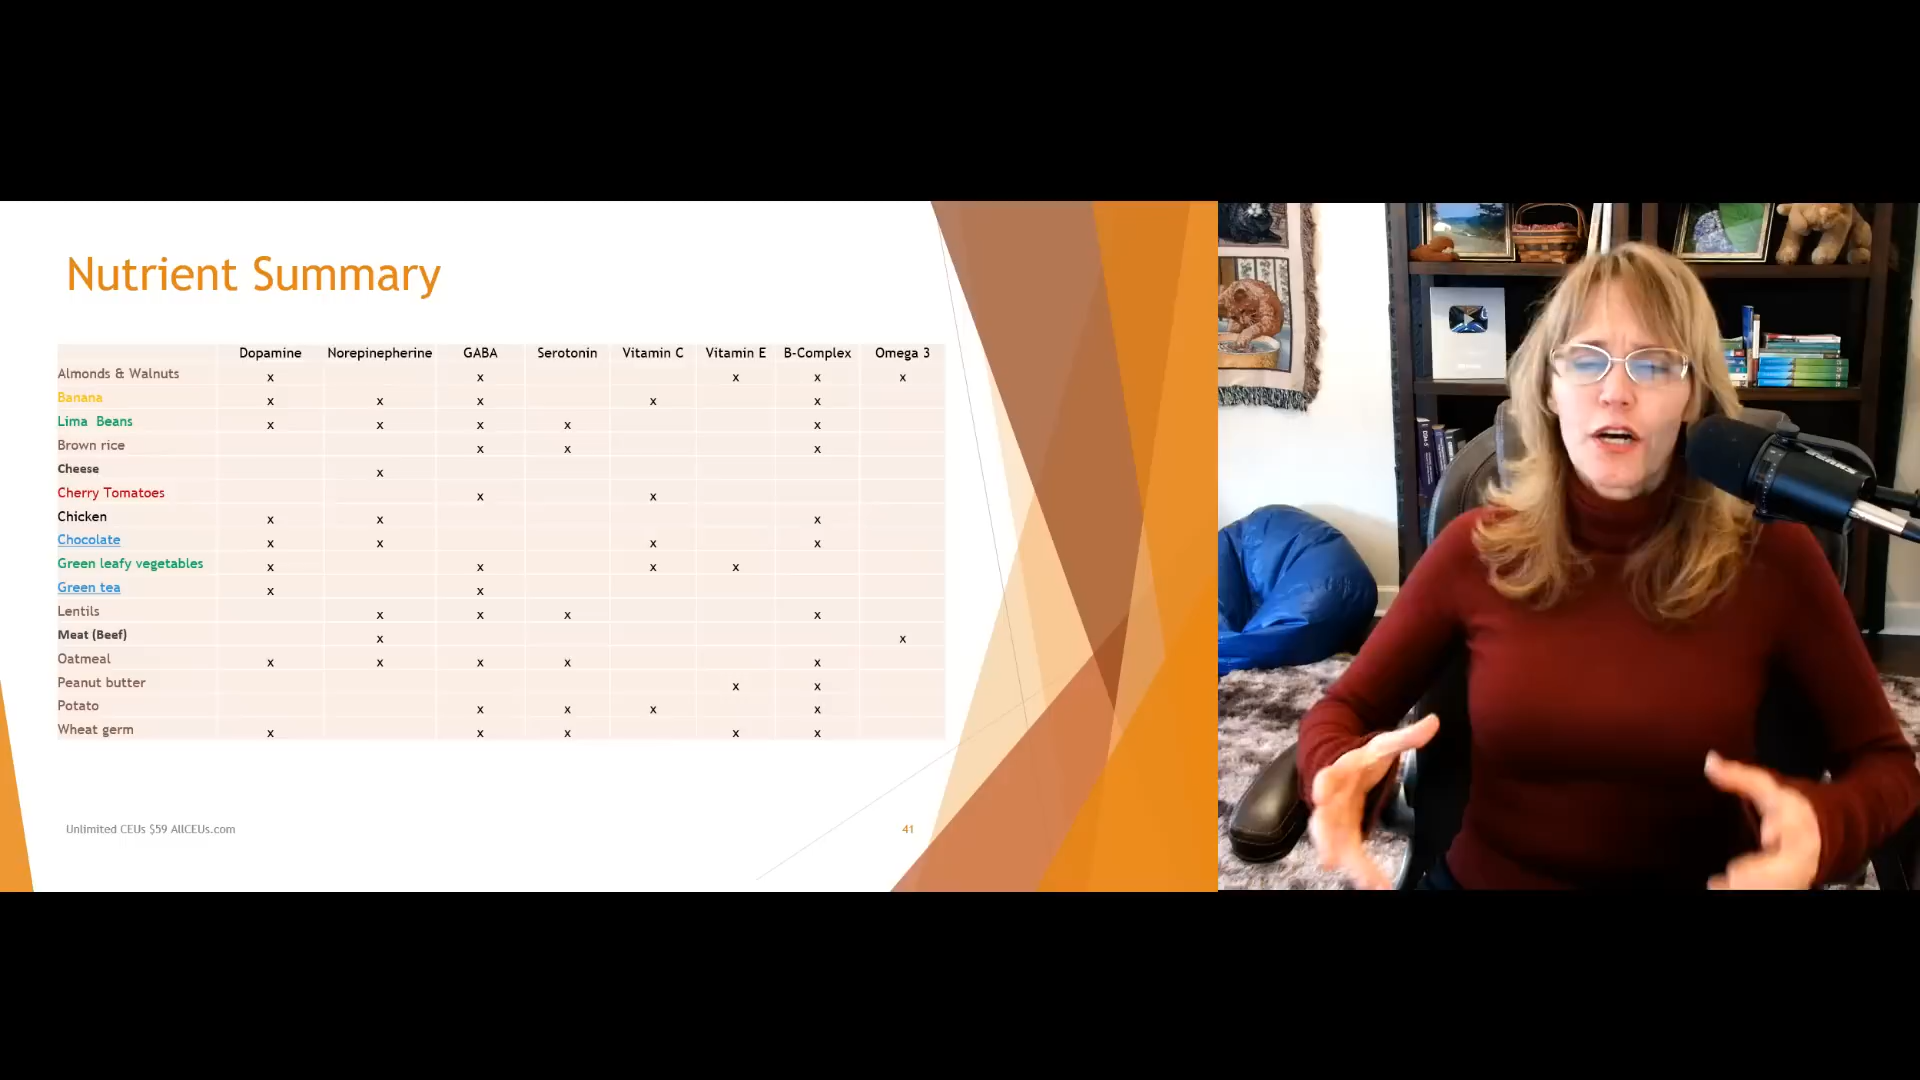 Nutrient Summary
Dopamine Norepinepherine GABA Serotonin Vitamin C Vitamin E B-Complex Omega 3
Almonds & Walnuts x x x x x
Banana x x x x x
Lima Beans x x x x x
Brown rice x x x
Cheese x
Cherry Tomatoes x x
Chicken x x x
Chocolate x x x x
Green leafy vegetables x x x x
Green tea x x
Lentils x x x x
Meat (Beef) x x
Oatmeal x x x x x
Peanut butter x x
Potato x x x x
Wheat germ x x x x x
Unlimited CEUs $59 AllCEUs.com
41